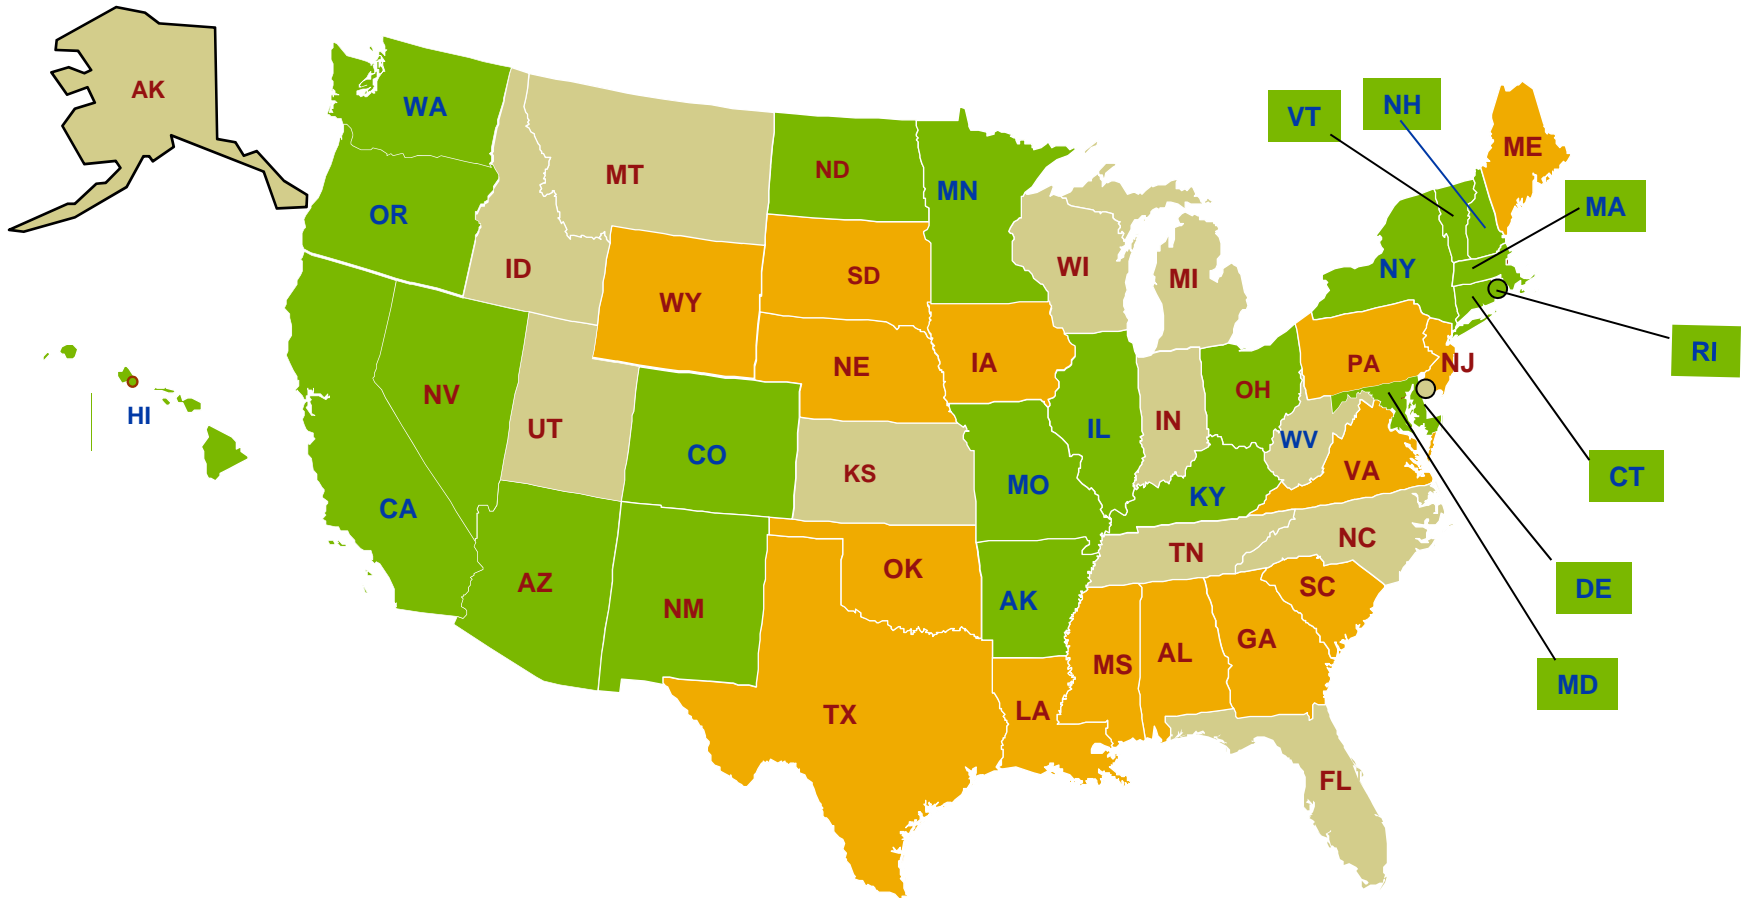 AK
WA
VT
NH
ME
MT
ND
MN
MA
OR
ID
WI
NY
SD
MI
WY
RI
NE
IA
PA
NJ
NV
OH
HI
UT
IN
IL
WV
CO
KS
VA
CT
MO
KY
CA
NC
TN
OK
AZ
SC
DE
AK
NM
GA
AL
MS
MD
LA
TX
FL